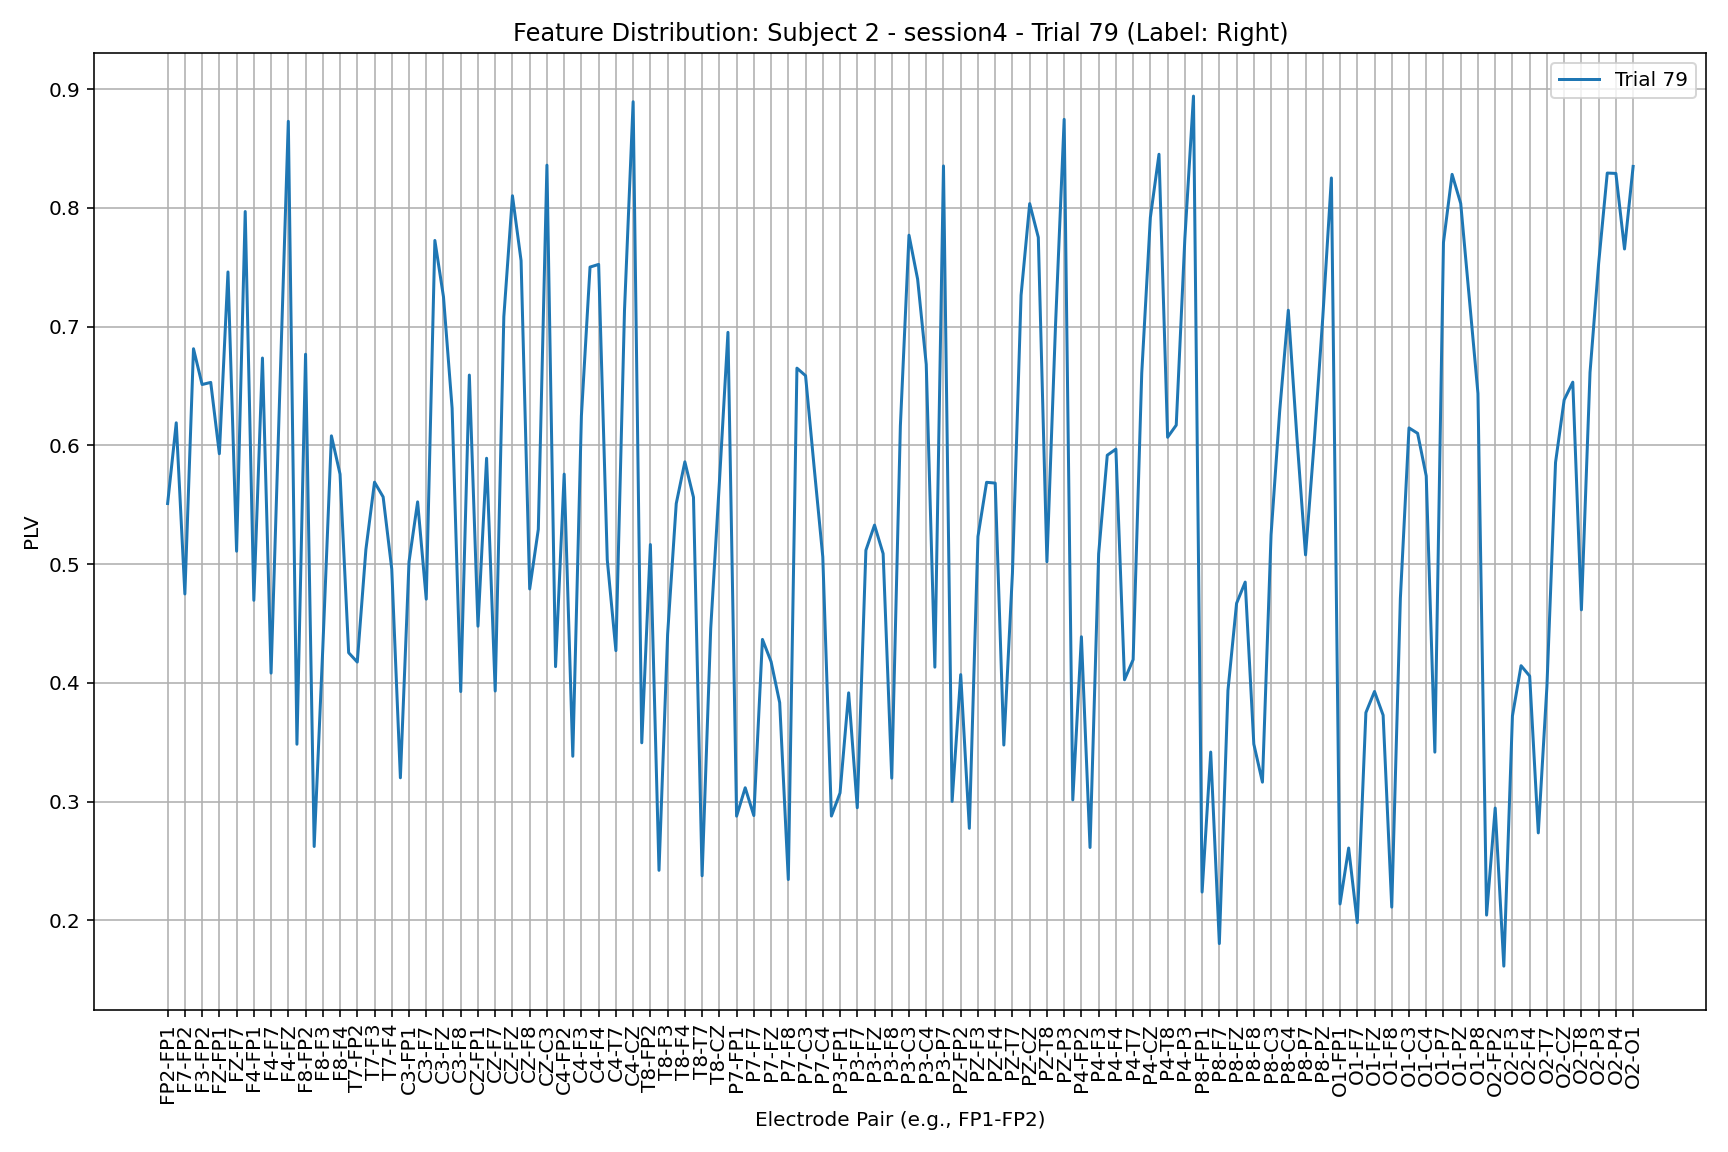 Feature Distribution: Subject 2 - session4 - Trial 79 (Label: Right)
Trial 79
PLV
0.9
0.8
0.7
0.6
0.5
0.4
0.3
0.2
FP2-FP1
F7-FP2
F3-FP2
FZ-FP1
FZ-F7
F4-FP1
F4-F7
F4-FZ
F8-FP2
F8-F3
F8-F4
T7-FP2
T7-F3
T7-F4
C3-FP1
C3-F7
C3-FZ
C3-F8
CZ-FP1
CZ-F7
CZ-FZ
CZ-F8
CZ-C3
C4-FP2
C4-F3
C4-F4
C4-T7
C4-CZ
T8-FP2
T8-F3
T8-F4
T8-T7
T8-CZ
P7-FP1
P7-F7
P7-FZ
P7-F8
P7-C3
P7-C4
P3-FP1
P3-F7
P3-FZ
P3-F8
P3-C3
P3-C4
P3-P7
PZ-FP2
PZ-F3
PZ-F4
PZ-T7
PZ-CZ
PZ-T8
PZ-P3
P4-FP2
P4-F3
P4-F4
P4-T7
P4-CZ
P4-T8
P4-P3
P8-FP1
P8-F7
P8-FZ
P8-F8
P8-C3
P8-C4
P8-P7
P8-PZ
O1-FP1
O1-F7
O1-FZ
O1-F8
O1-C3
O1-C4
O1-P7
O1-PZ
O1-P8
O2-FP2
O2-F3
O2-F4
O2-T7
O2-CZ
O2-T8
O2-P3
O2-P4
O2-O1
Electrode Pair (e.g., FP1-FP2)